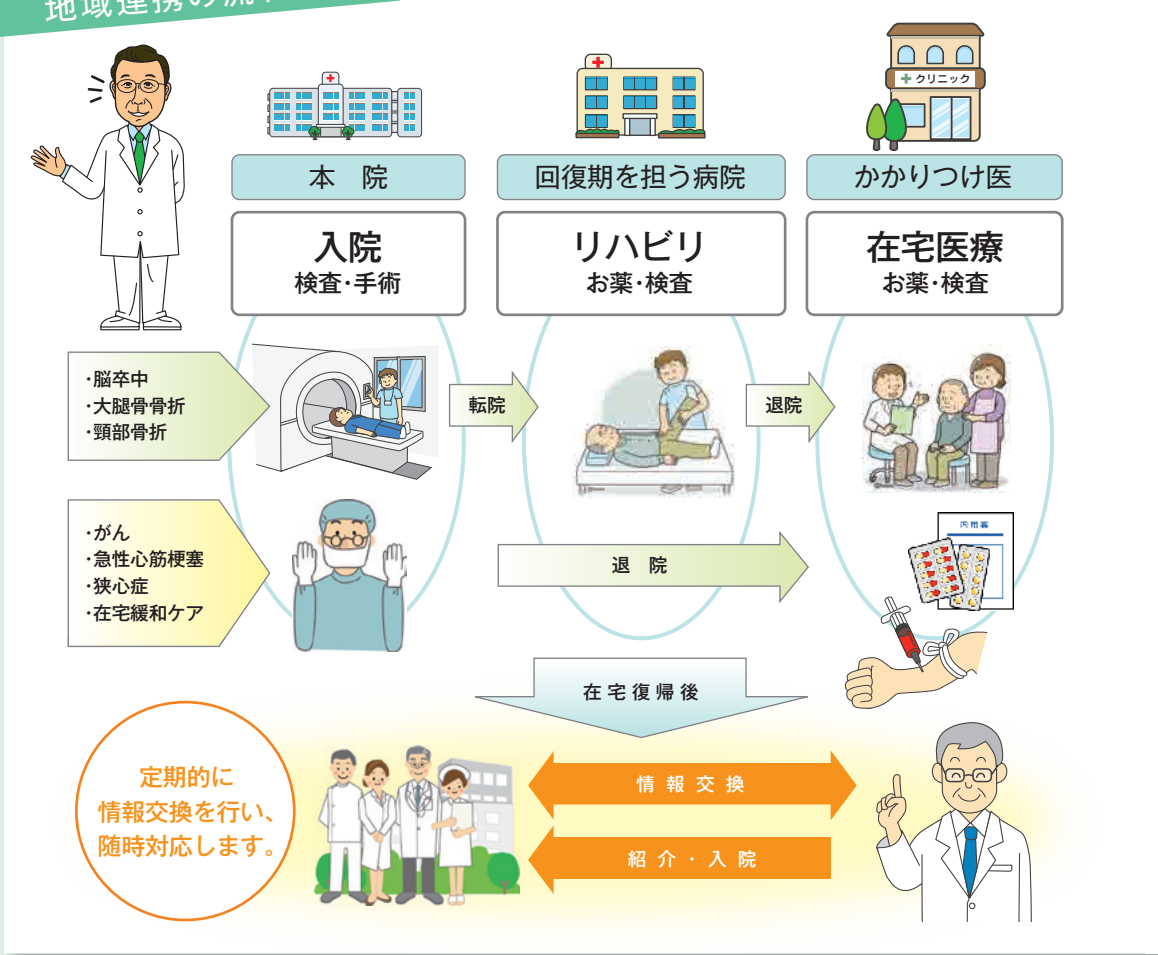 地域連携の流れ
クリニック
本　院
回復期を担う病院
かかりつけ医
入院
検査・手術
リハビリ
お薬・検査
在宅医療
お薬・検査
・脳卒中
・大腿骨骨折
・頸部骨折
転院
退院
・がん
・急性心筋梗塞
・狭心症
・在宅緩和ケア
退　院
内用薬
在宅復帰後
定期的に
情報交換を行い、
随時対応します。
情報交換
紹介・入院